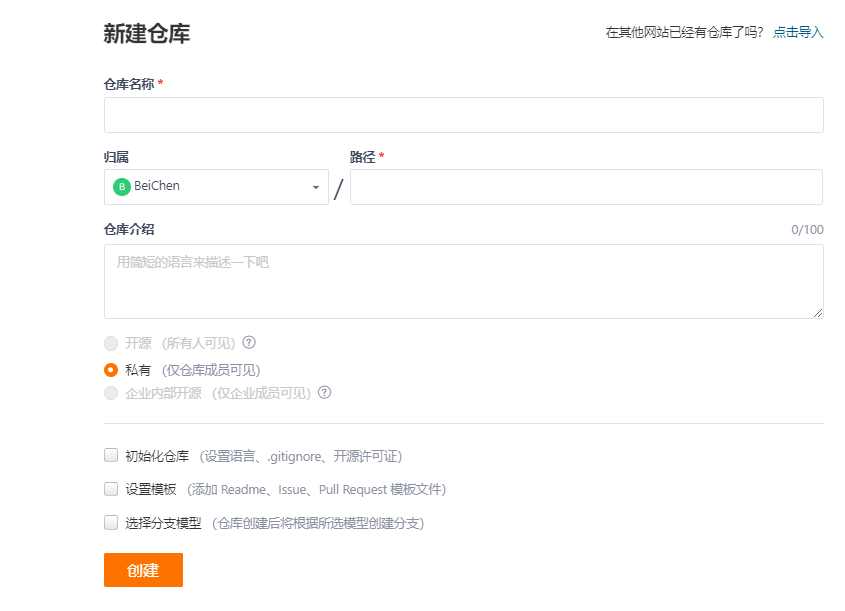 新建仓库
在其他网站已经有仓库了吗? 点击导入
仓库名称 *
归属
路径 *
B BeiChen
/
仓库介绍
0/100
用简短的语言来描述一下吧
开源 (所有人可见) ?
私有 (仅仓库成员可见)
企业内部开源 (仅企业成员可见) ?
初始化仓库 (设置语言、.gitignore、开源许可证)
设置模板 (添加 Readme、Issue、Pull Request 模板文件)
选择分支模型 (仓库创建后将根据所选模型创建分支)
创建